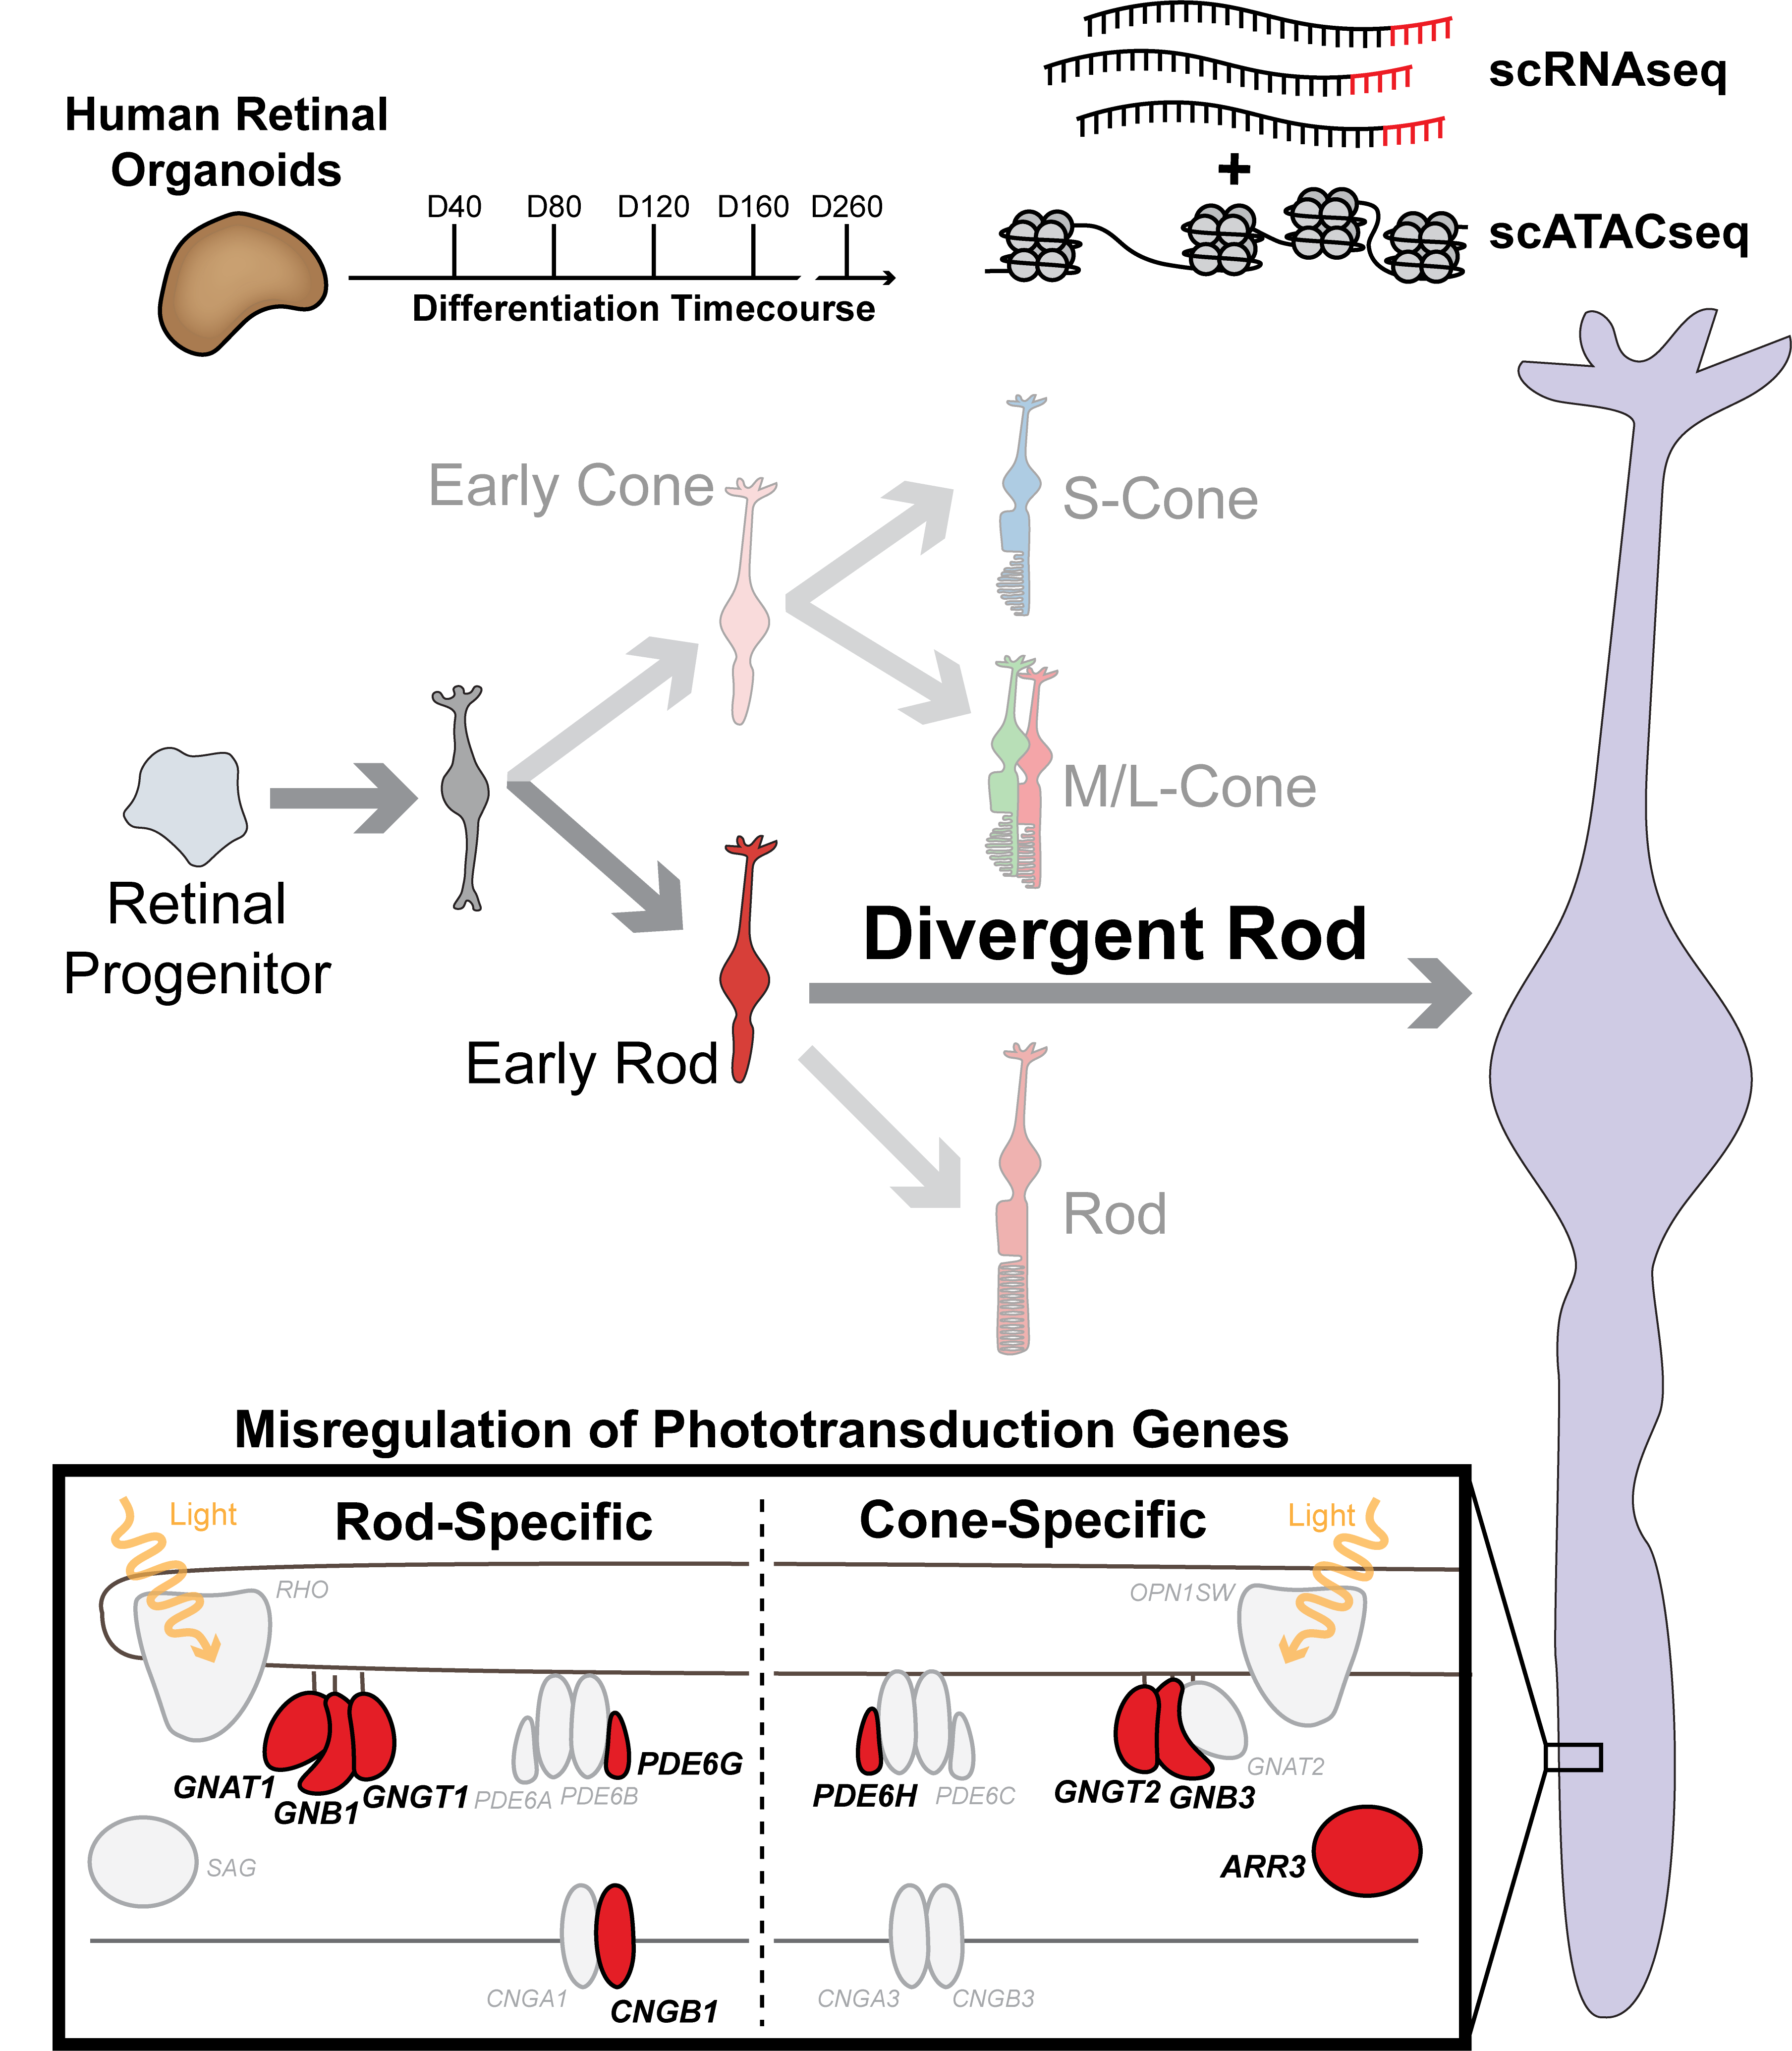 Human Retinal
Organoids
D40 D80 D120 D160 D260
Differentiation Timecourse
scRNAseq
+
scATACseq
Early Cone
S-Cone
M/L-Cone
Retinal
Progenitor
Divergent Rod
Early Rod
Rod
Misregulation of Phototransduction Genes
Light
Rod-Specific
Cone-Specific
Light
RHO
OPN1SW
GNAT1
GNB1
GNGT1
PDE6A
PDE6B
PDE6G
PDE6H
PDE6C
GNGT2
GNB3
GNAT2
SAG
ARR3
CNGA1
CNGB1
CNGA3
CNGB3